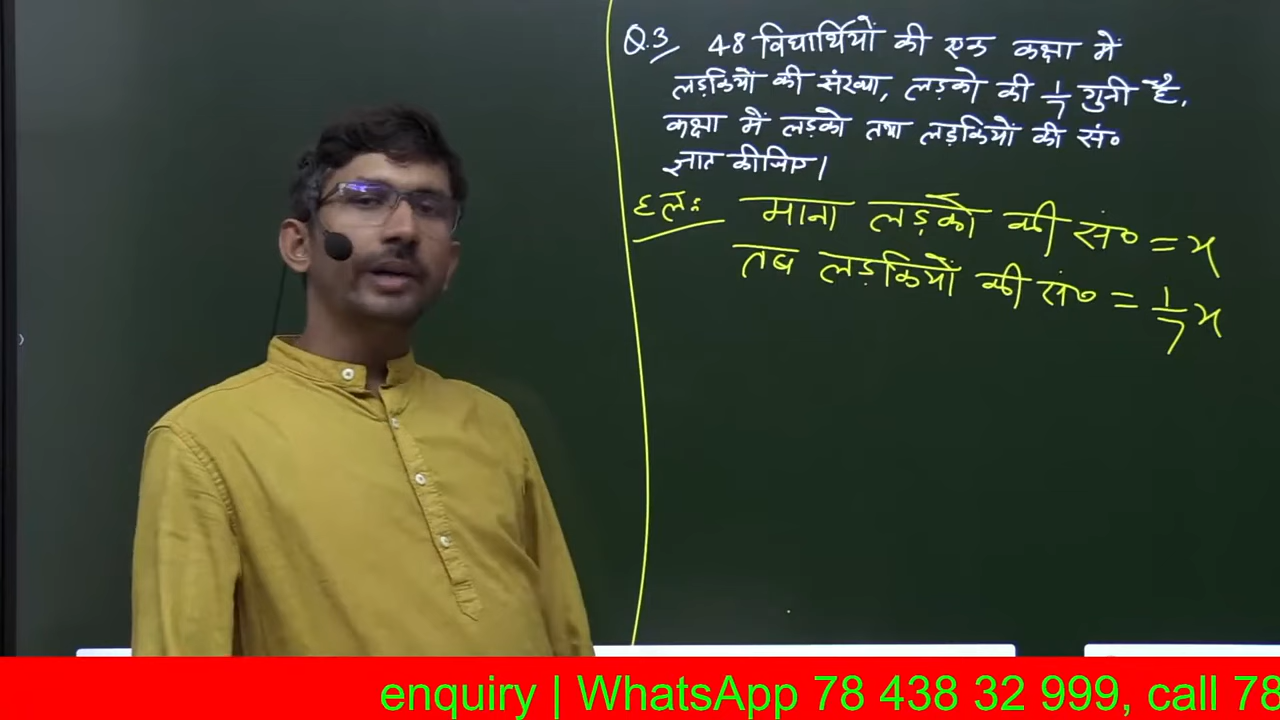 Q.3 48 विद्यार्थियों की एक कक्षा में
लड़कियों की संख्या, लड़को की 1/7 गुनी है,
कक्षा में लड़को तथा लड़कियों की सं०
ज्ञात कीजिए।
हल: माना लड़को की सं० = x
तब लड़कियों की सं० = 1/7 x
enquiry | WhatsApp 78 438 32 999, call 78